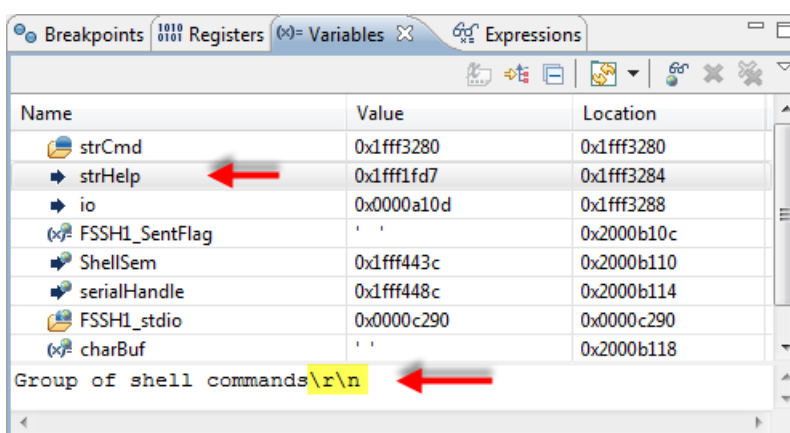 Breakpoints Registers (x)= Variables Expressions
Name Value Location
strCmd 0x1fff3280 0x1fff3280
strHelp 0x1fff1fd7 0x1fff3284
io 0x0000a10d 0x1fff3288
FSSH1_SentFlag ' ' 0x2000b10c
ShellSem 0x1fff443c 0x2000b110
serialHandle 0x1fff448c 0x2000b114
FSSH1_stdio 0x0000c290 0x0000c290
charBuf ' ' 0x2000b118
Group of shell commands\r\n